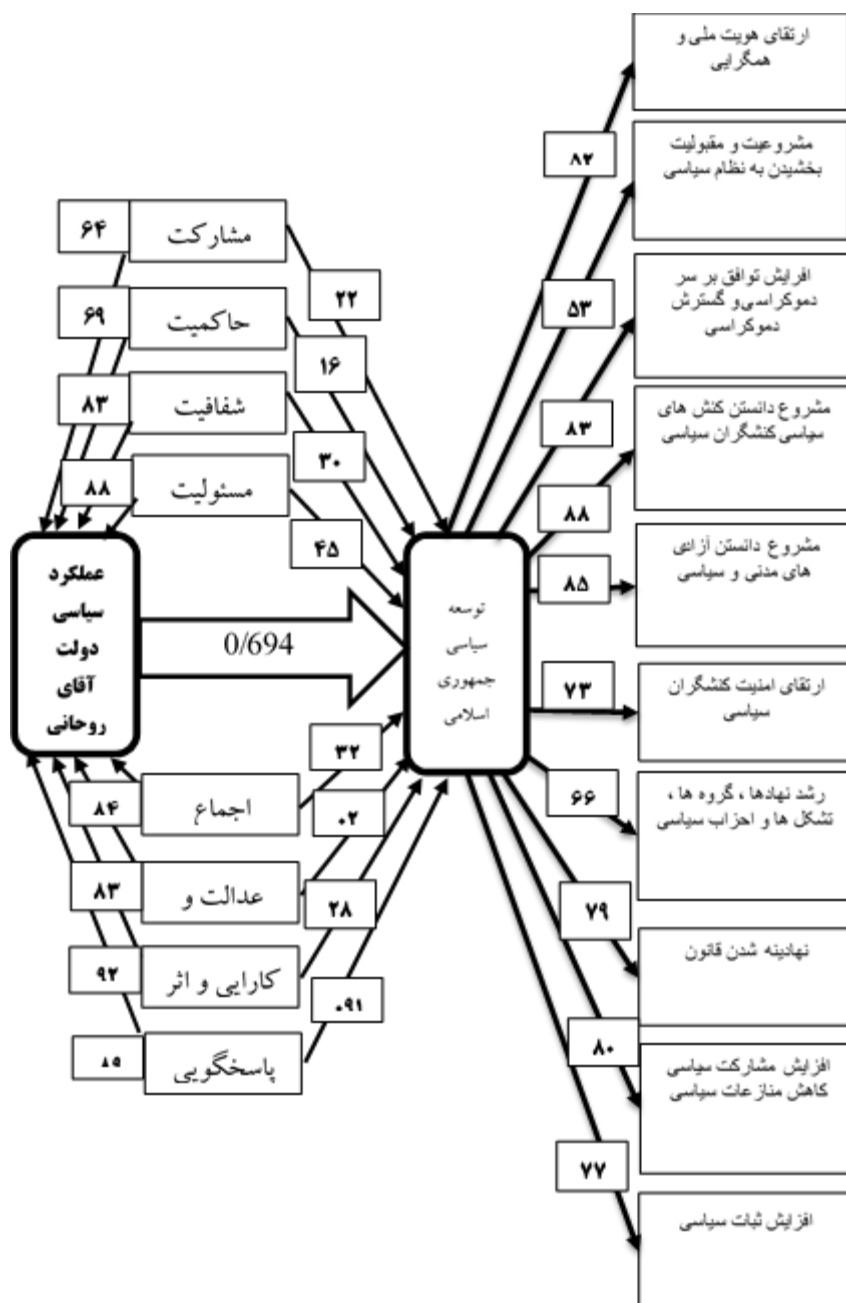 ارتقای هویت ملی و
همگرایی
۸۲
مشروعیت و مقبولیت
بخشیدن به نظام سیاسی
۵۳
افرایش توافق بر سر
دموکراسی و گسترش
دموکراسی
۸۳
مشروع دانستن کنش های
سیاسی کنشگران سیاسی
۸۸
مشروع دانستن آزادی
های مدنی و سیاسی
۸۵
ارتقای امنیت کنشگران
سیاسی
۷۳
رشد نهادها ، گروه ها ،
تشکل ها و احزاب سیاسی
۶۶
نهادینه شدن قانون
۷۹
افزایش مشارکت سیاسی
کاهش منازعات سیاسی
۸۰
افزایش ثبات سیاسی
۷۷
مشارکت
۶۴
۲۲
حاکمیت
۶۹
۱۶
شفافیت
۸۳
۳۰
مسئولیت
۸۸
۴۵
توسعه
سیاسی
جمهوری
اسلامی
0/694
عملکرد
سیاسی
دولت
آقای
روحانی
اجماع
۸۴
۳۲
عدالت و
۸۳
۰۲
کارایی و اثر
۹۲
۲۸
پاسخگویی
۰۹۱